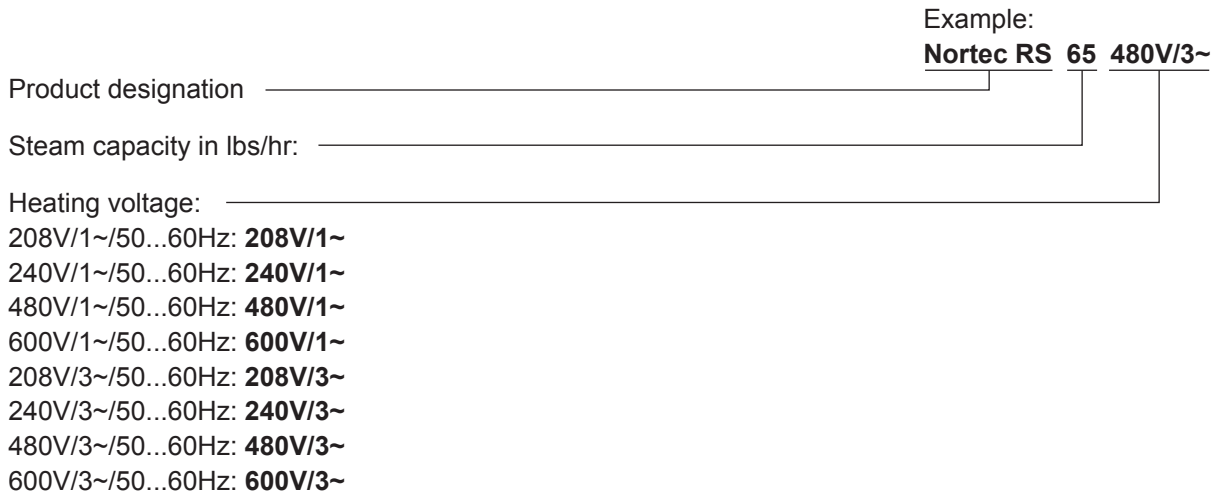 Example:
Nortec RS 65 480V/3~
Product designation
Steam capacity in lbs/hr:
Heating voltage:
208V/1~/50...60Hz: 208V/1~
240V/1~/50...60Hz: 240V/1~
480V/1~/50...60Hz: 480V/1~
600V/1~/50...60Hz: 600V/1~
208V/3~/50...60Hz: 208V/3~
240V/3~/50...60Hz: 240V/3~
480V/3~/50...60Hz: 480V/3~
600V/3~/50...60Hz: 600V/3~